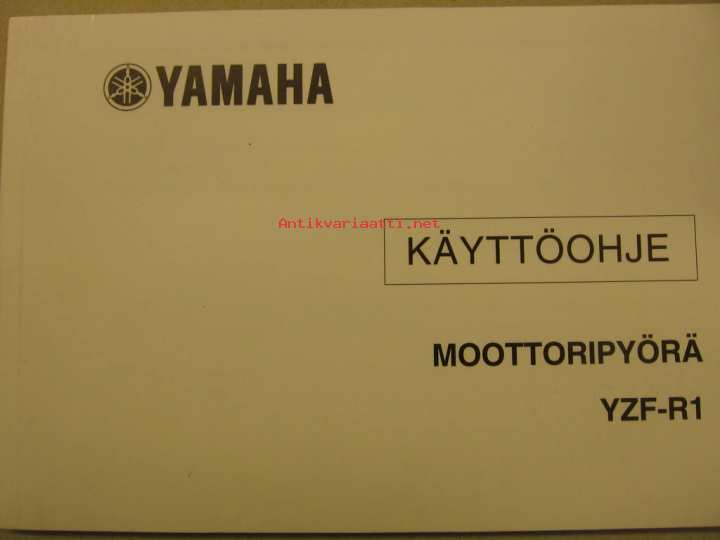 YAMAHA
Antikvariaatti.net
KÄYTTÖOHJE
MOOTTORIPYÖRÄ
YZF-R1